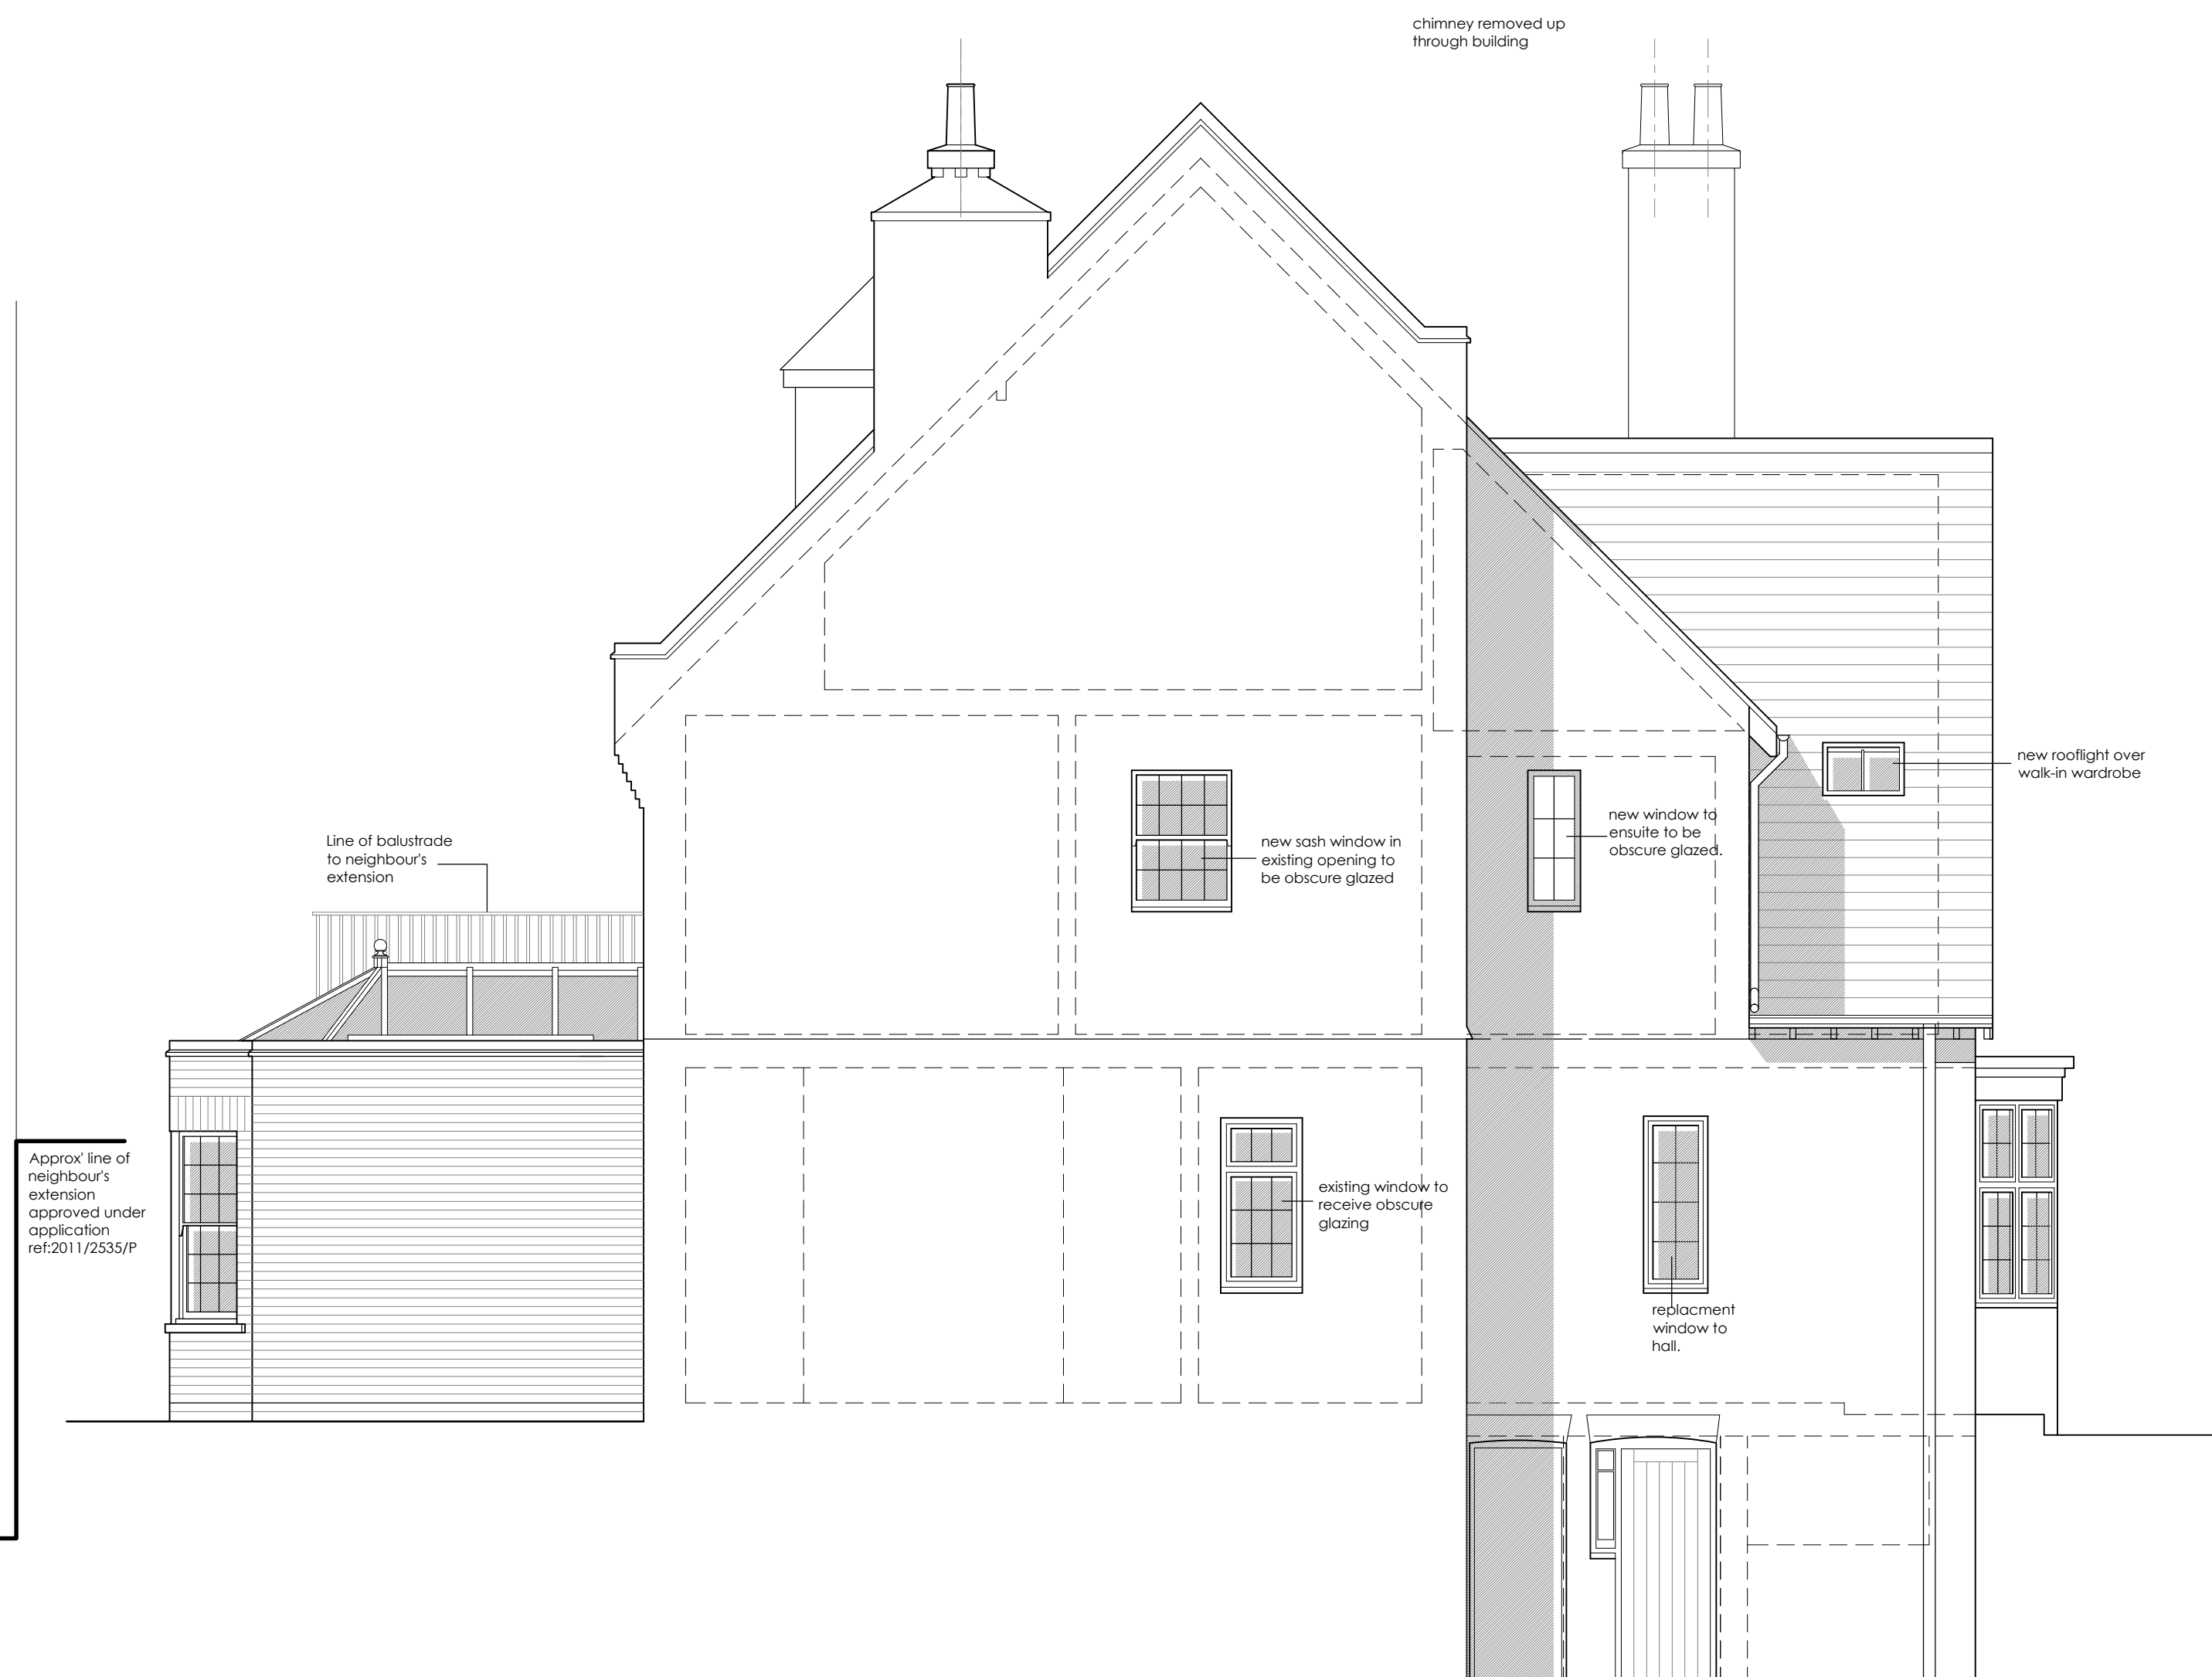 chimney removed up
through building
new rooflight over
walk-in wardrobe
new window to
ensuite to be
obscure glazed.
new sash window in
existing opening to
be obscure glazed
Line of balustrade
to neighbour's
extension
Approx' line of
neighbour's
extension
approved under
application
ref:2011/2535/P
existing window to
receive obscure
glazing
replacment
window to
hall.